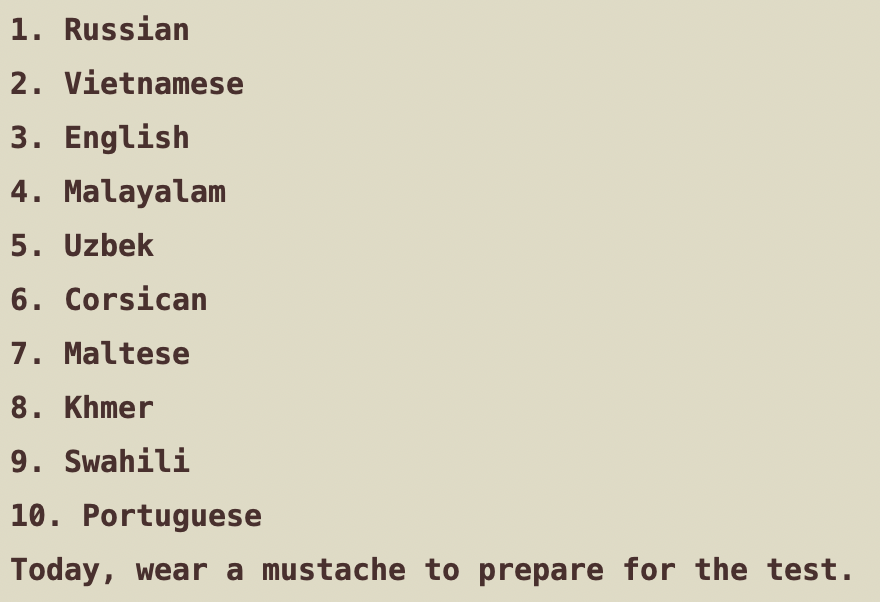 1. Russian
2. Vietnamese
3. English
4. Malayalam
5. Uzbek
6. Corsican
7. Maltese
8. Khmer
9. Swahili
10. Portuguese
Today, wear a mustache to prepare for the test.